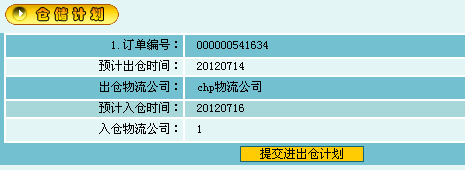 仓储计划
1.订单编号： 000000541634
预计出仓时间： 20120714
出仓物流公司： chp物流公司
预计入仓时间： 20120716
入仓物流公司： 1
提交进出仓计划